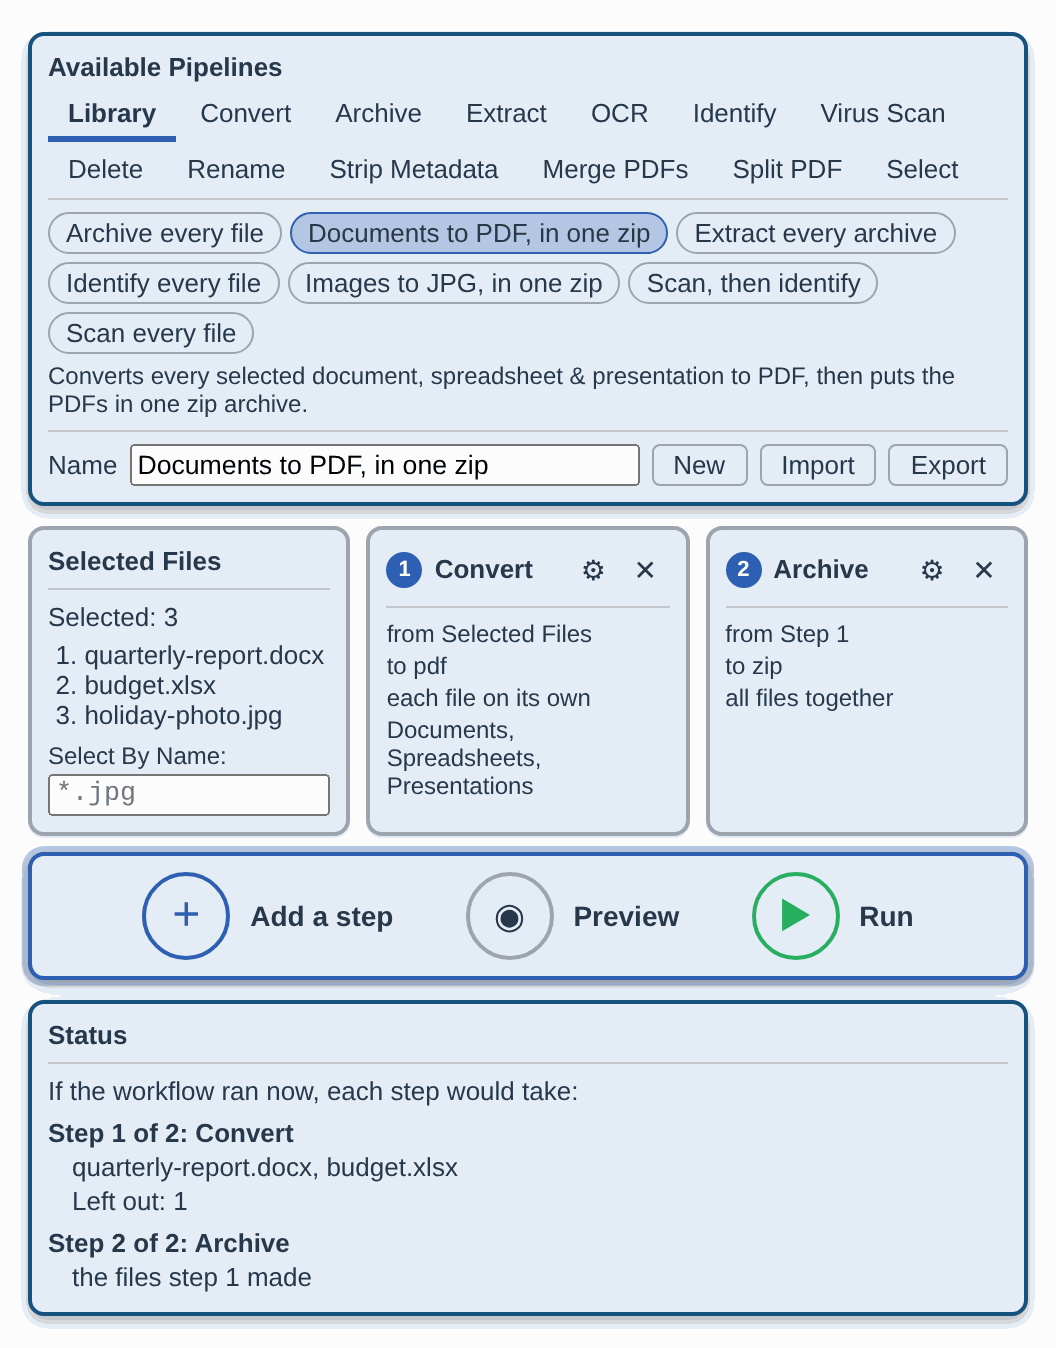 Available Pipelines
Library Convert Archive Extract OCR Identify Virus Scan
Delete Rename Strip Metadata Merge PDFs Split PDF Select
Archive every file Documents to PDF, in one zip Extract every archive
Identify every file Images to JPG, in one zip Scan, then identify
Scan every file
Converts every selected document, spreadsheet & presentation to PDF, then puts the
PDFs in one zip archive.
Name Documents to PDF, in one zip New Import Export
Selected Files
Selected: 3
1. quarterly-report.docx
2. budget.xlsx
3. holiday-photo.jpg
Select By Name:
*.jpg
1 Convert ⚙ ✕
from Selected Files
to pdf
each file on its own
Documents,
Spreadsheets,
Presentations
2 Archive ⚙ ✕
from Step 1
to zip
all files together
+ Add a step ◉ Preview ▶ Run
Status
If the workflow ran now, each step would take:
Step 1 of 2: Convert
quarterly-report.docx, budget.xlsx
Left out: 1
Step 2 of 2: Archive
the files step 1 made